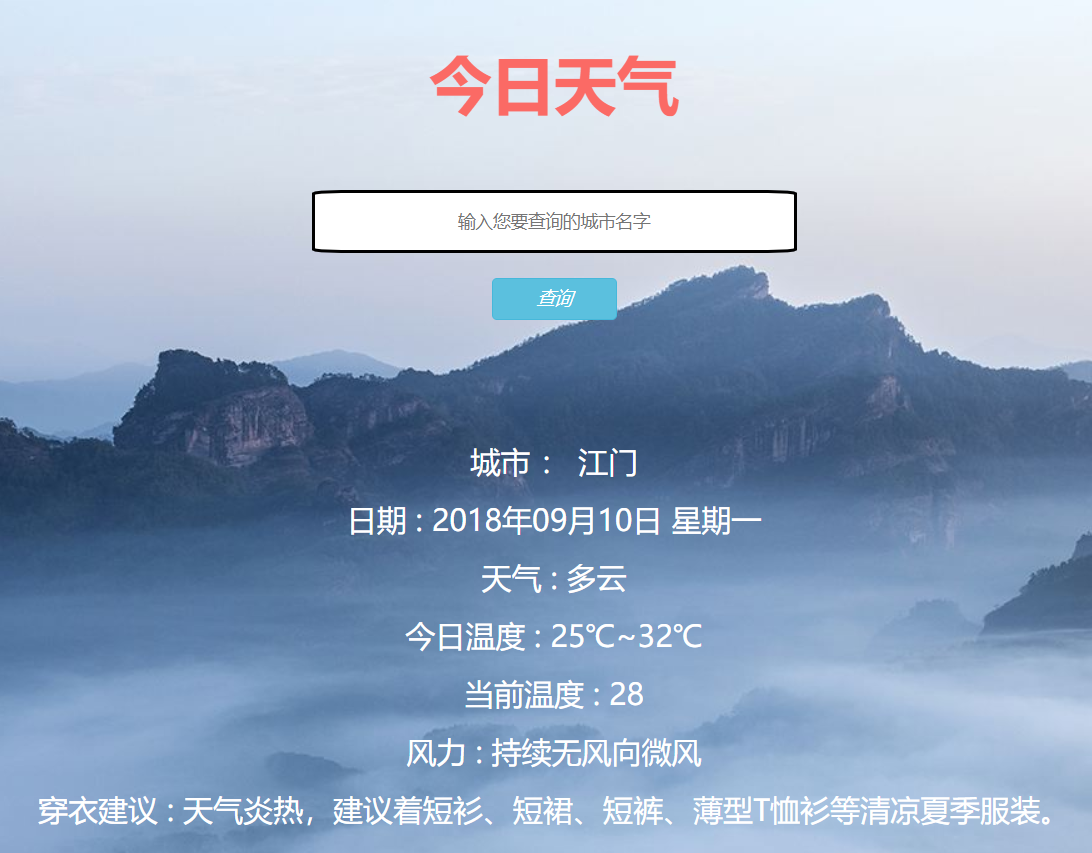 今日天气
输入您要查询的城市名字
查询
城市： 江门
日期 : 2018年09月10日 星期一
天气 : 多云
今日温度 : 25℃~32℃
当前温度 : 28
风力 : 持续无风向微风
穿衣建议 : 天气炎热，建议着短衫、短裙、短裤、薄型T恤衫等清凉夏季服装。